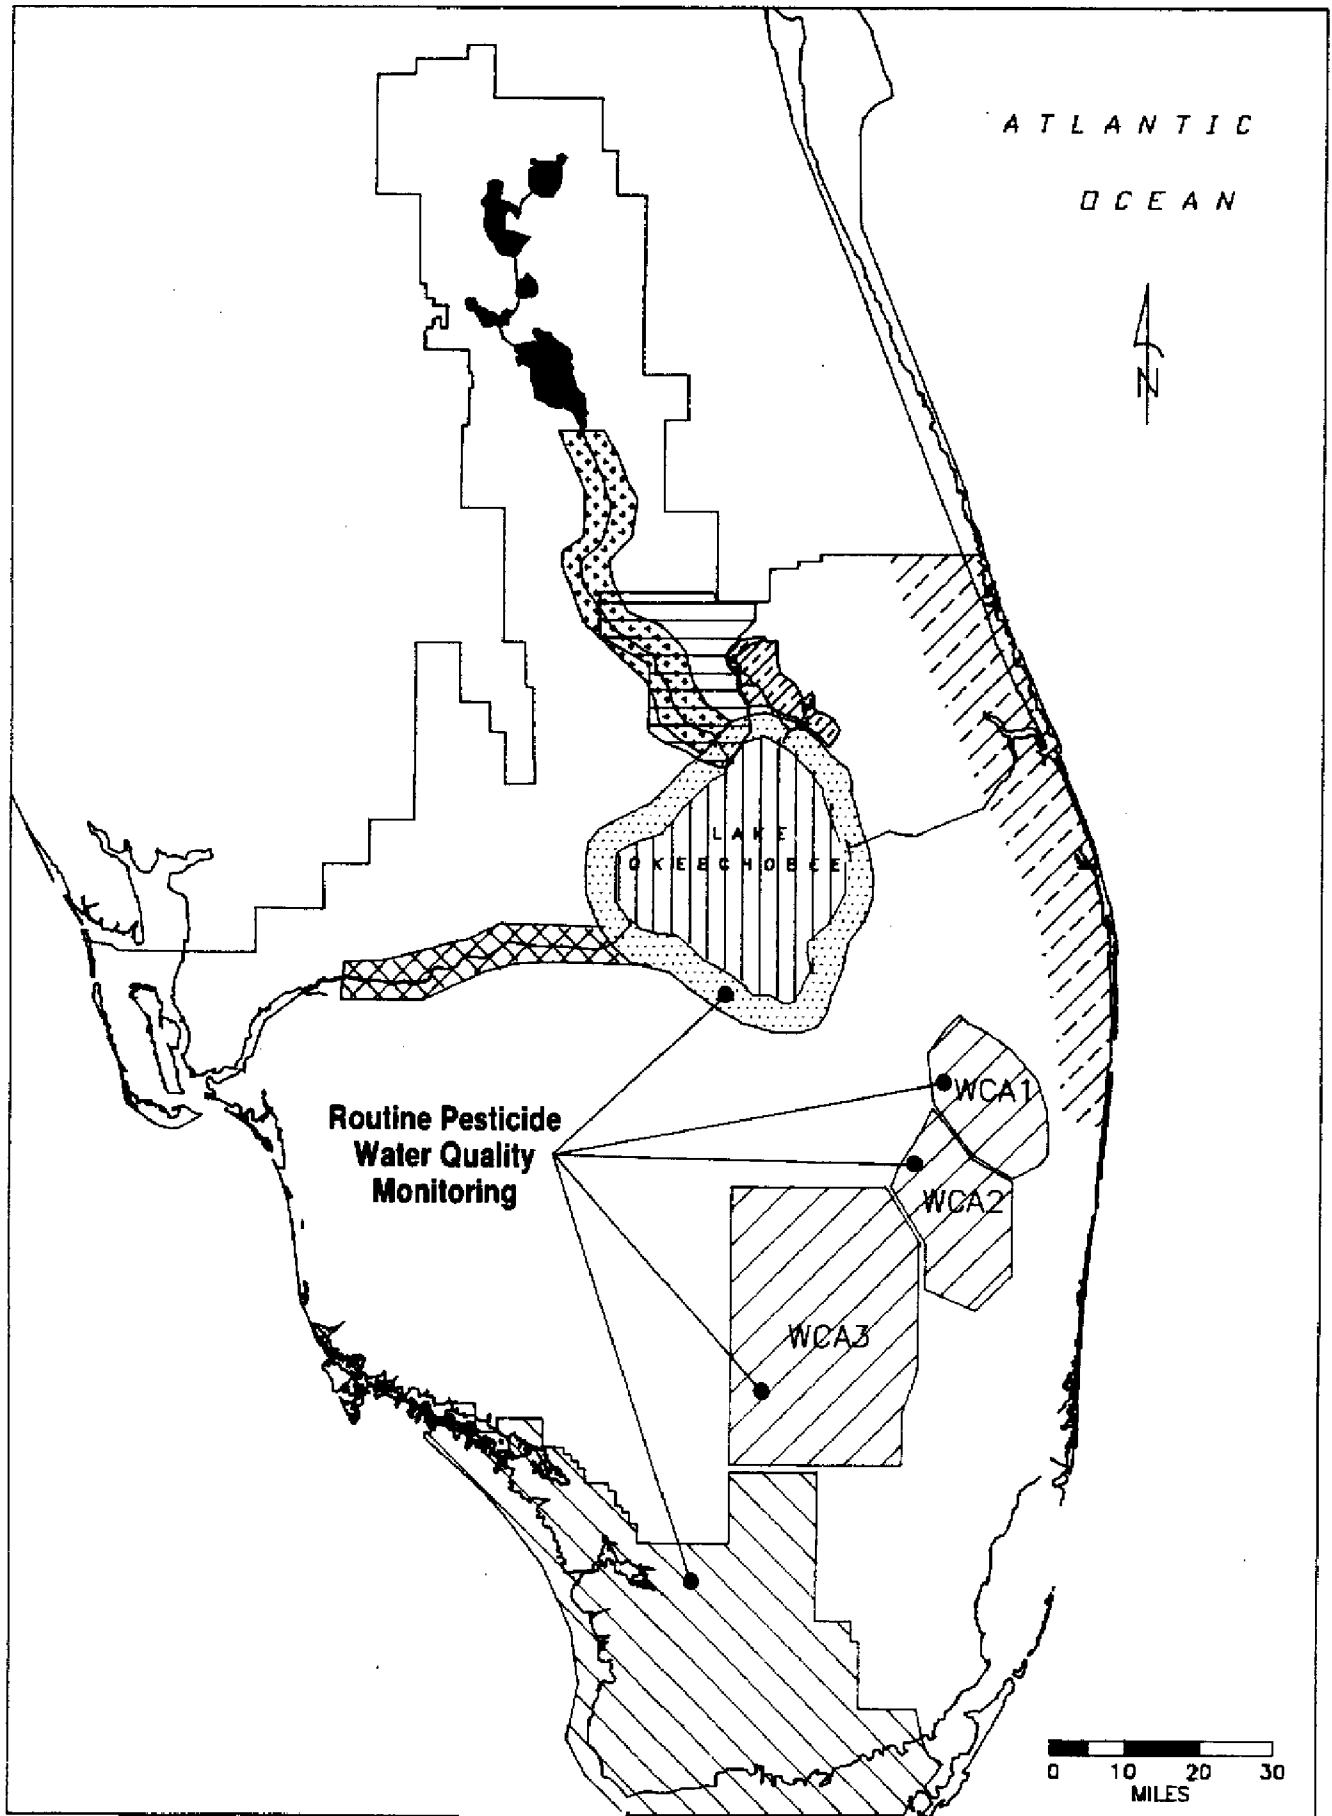 ATLANTIC
OCEAN
N
LAKE
OKEECHOBEE
WCA1
Routine Pesticide
Water Quality
Monitoring
WCA2
WCA3
0 10 20 30
MILES